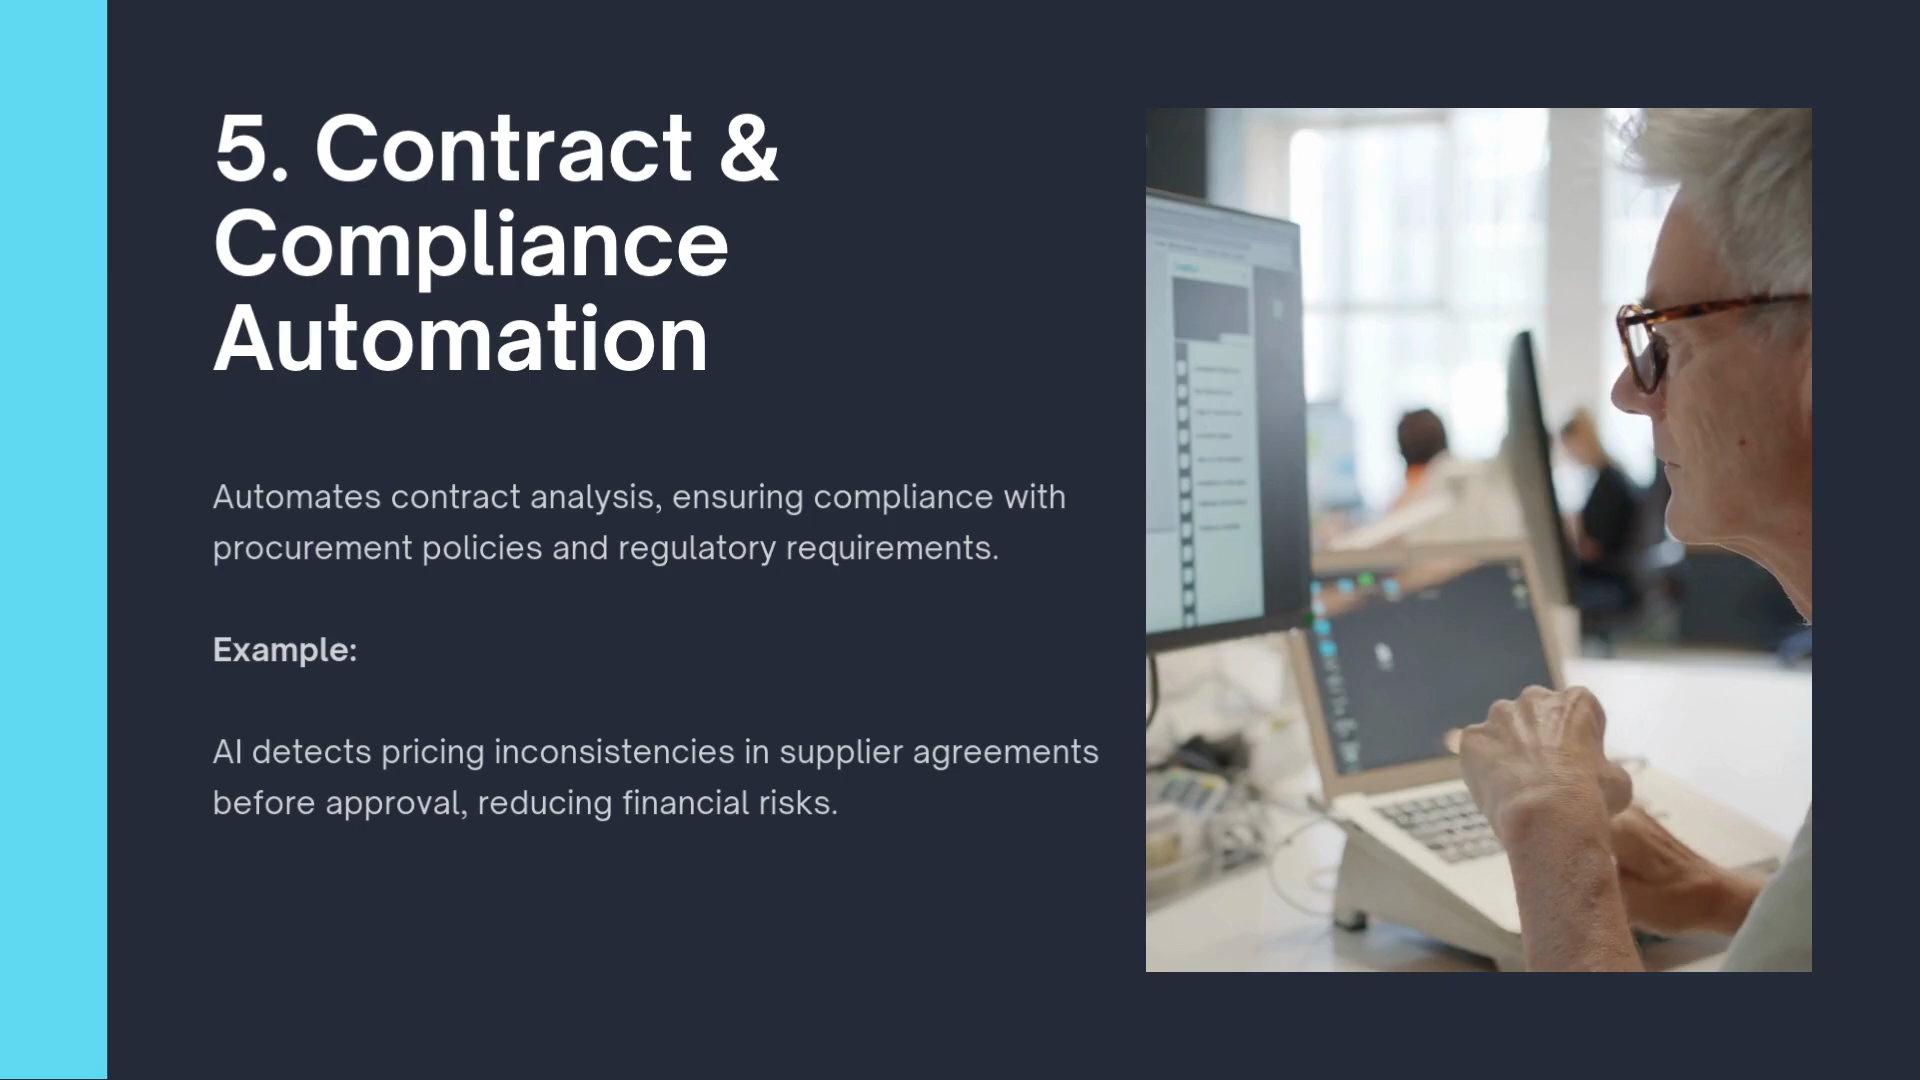 5. Contract &
Compliance
Automation
Automates contract analysis, ensuring compliance with
procurement policies and regulatory requirements.
Example:
AI detects pricing inconsistencies in supplier agreements
before approval, reducing financial risks.